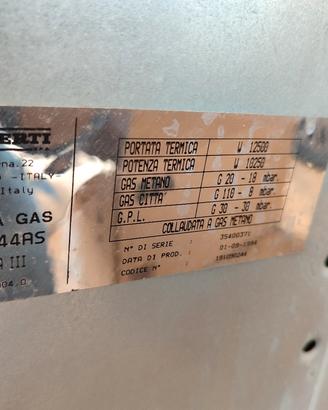 ERTI
na.22
-ITALY-
Italy
A GAS
44AS
A III
04.0
PORTATA TERMICA W 12500
POTENZA TERMICA W 10250
GAS METANO G 20 - 18 mbar.
GAS CITTA' G 110 - 8 mbar.
G.P.L. G 30 - 30 mbar.
COLLAUDATA A GAS METANO
N° DI SERIE : 35400371
DATA DI PROD. : 01-09-1994
CODICE N° : 191090244